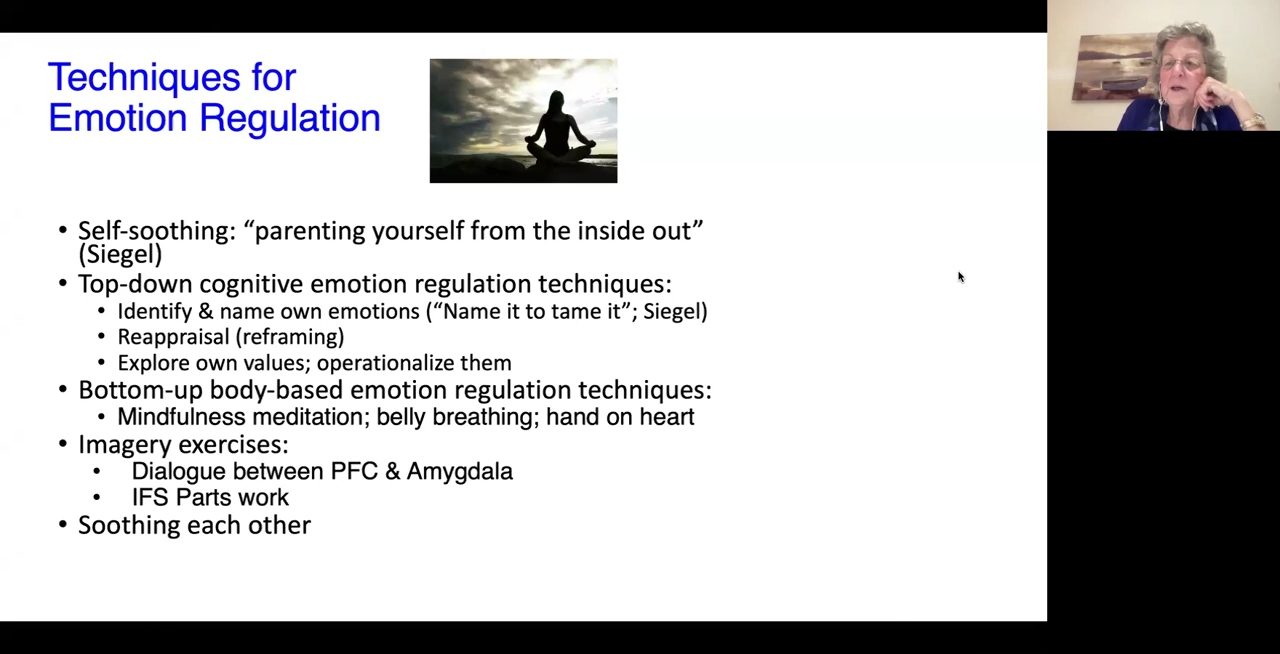 Techniques for
Emotion Regulation
• Self-soothing: “parenting yourself from the inside out”
(Siegel)
• Top-down cognitive emotion regulation techniques:
• Identify & name own emotions (“Name it to tame it”; Siegel)
• Reappraisal (reframing)
• Explore own values; operationalize them
• Bottom-up body-based emotion regulation techniques:
• Mindfulness meditation; belly breathing; hand on heart
• Imagery exercises:
• Dialogue between PFC & Amygdala
• IFS Parts work
• Soothing each other